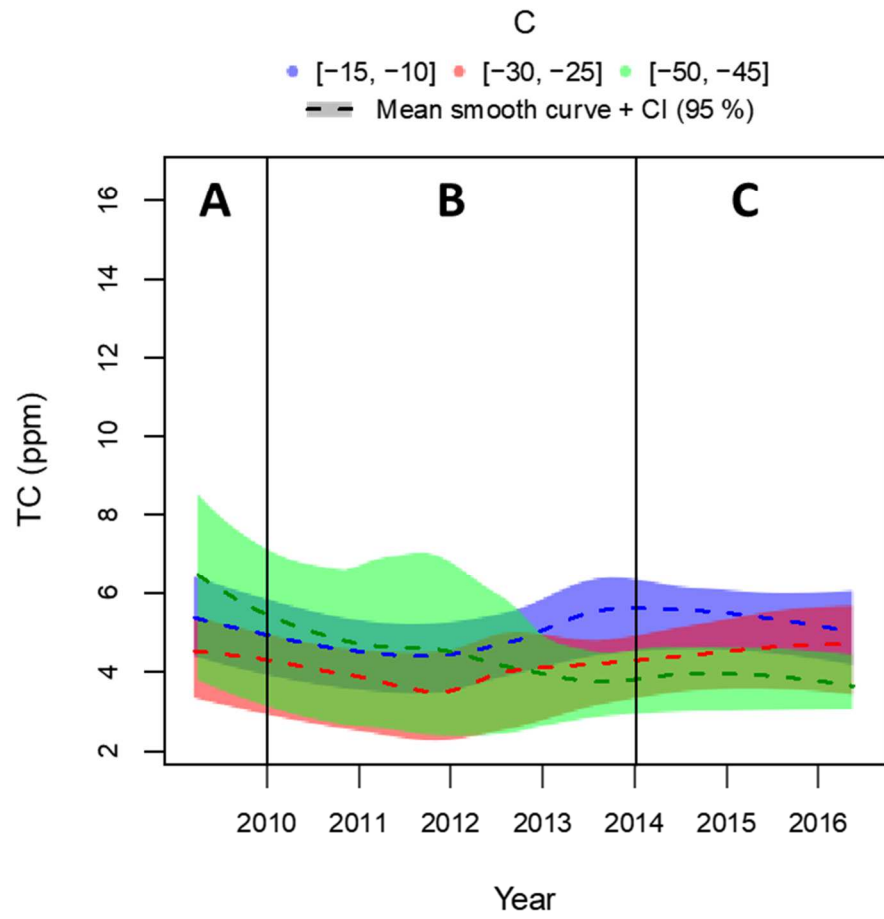 C
[−15, −10] [−30, −25] [−50, −45]
Mean smooth curve + CI (95 %)
A B C
16
14
12
10
8
6
4
2
TC (ppm)
2010 2011 2012 2013 2014 2015 2016
Year